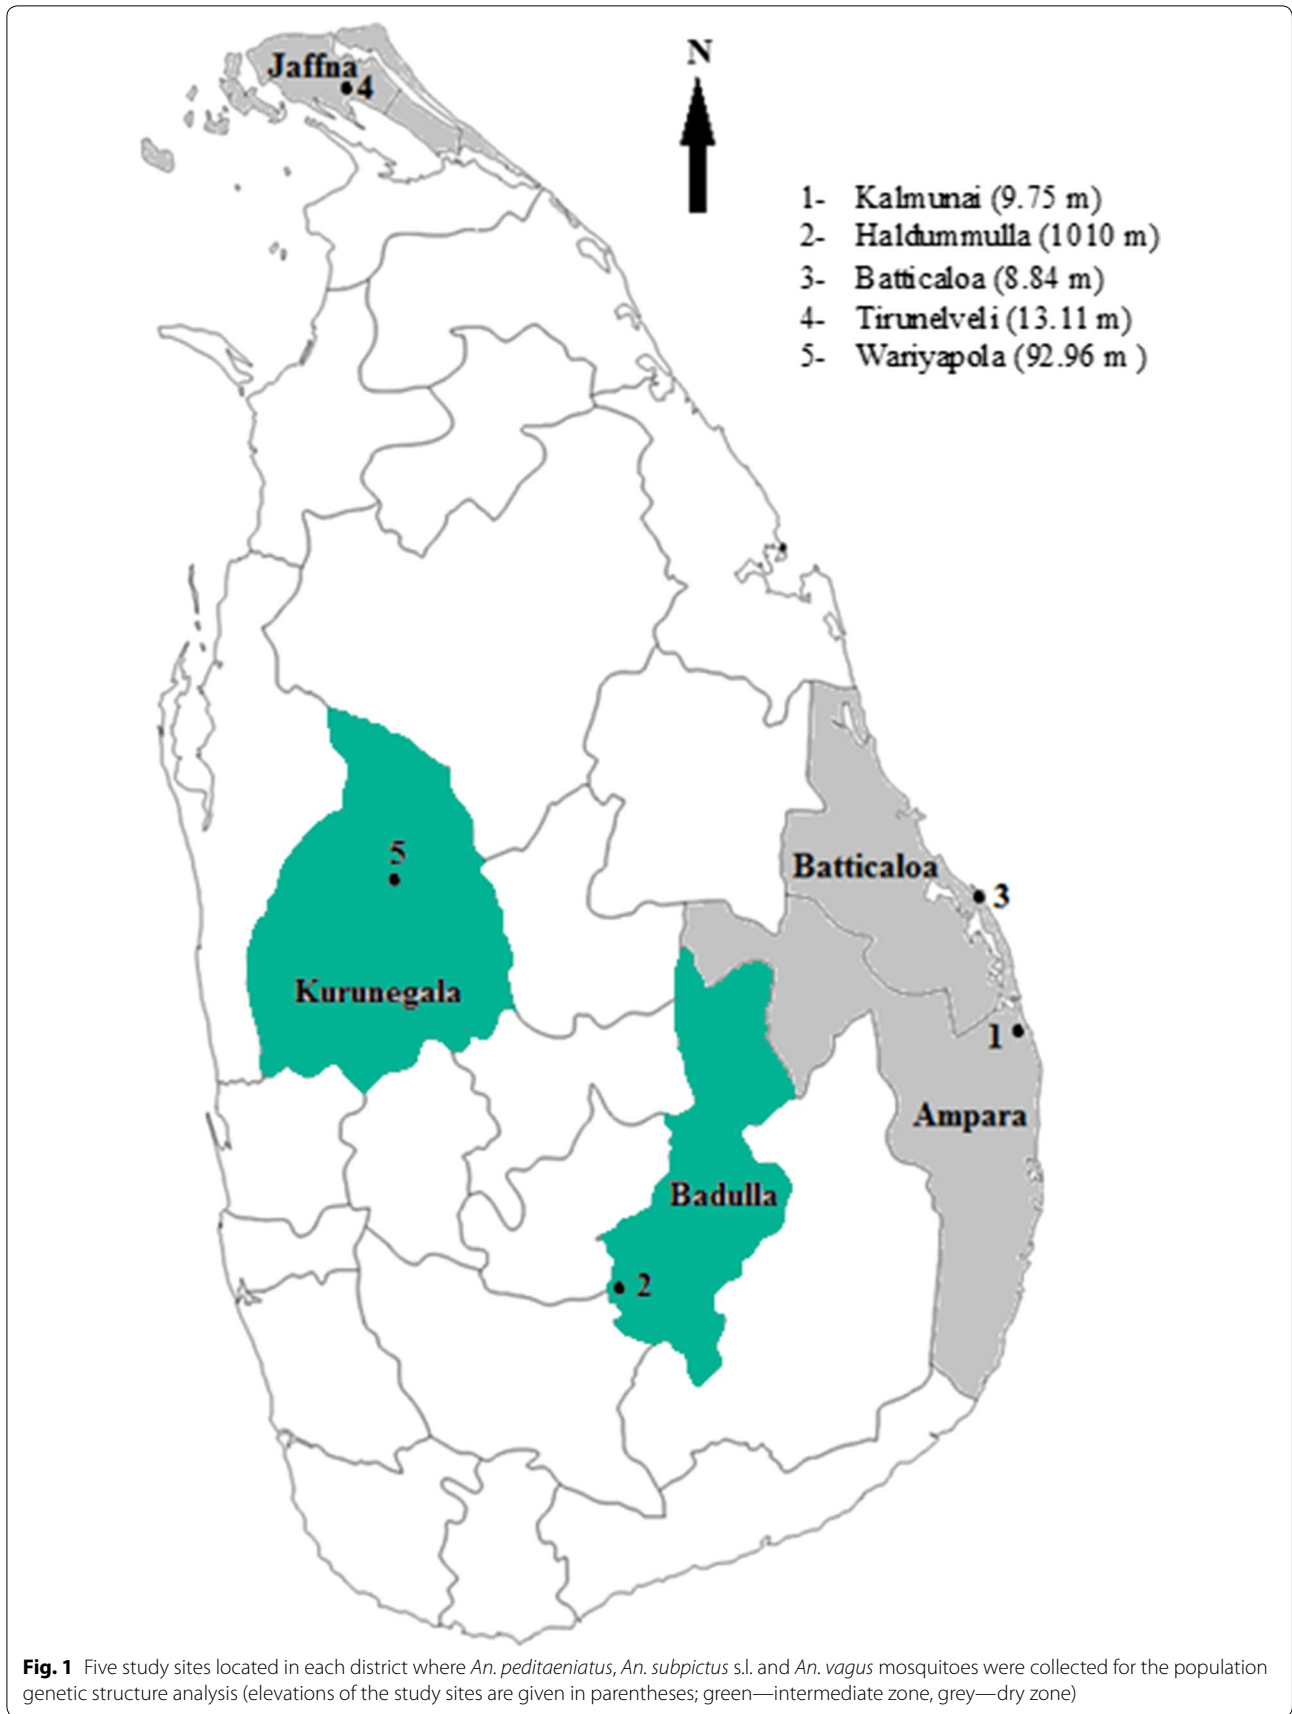 Jaffna
4
N
1- Kalmunai (9.75 m)
2- Haldummulla (1010 m)
3- Batticaloa (8.84 m)
4- Tirunelveli (13.11 m)
5- Wariyapola (92.96 m )
5
Batticaloa
3
Kurunegala
1
Ampara
Badulla
2
Fig. 1 Five study sites located in each district where An. peditaeniatus, An. subpictus s.l. and An. vagus mosquitoes were collected for the population
genetic structure analysis (elevations of the study sites are given in parentheses; green—intermediate zone, grey—dry zone)